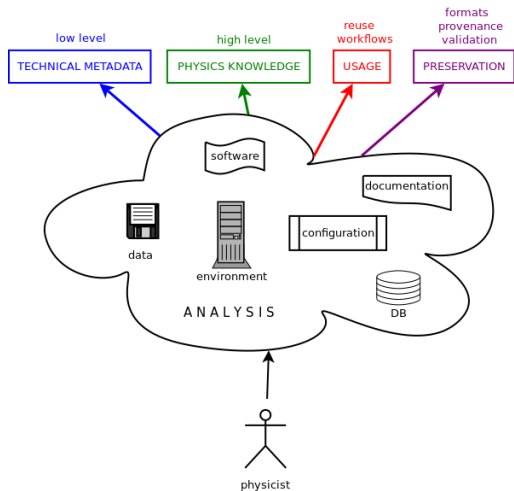 formats
reuse
provenance
low level
high level
workflows
validation
TECHNICAL METADATA
PHYSICS KNOWLEDGE
USAGE
PRESERVATION
software
documentation
data
environment
configuration
ANALYSIS
DB
physicist